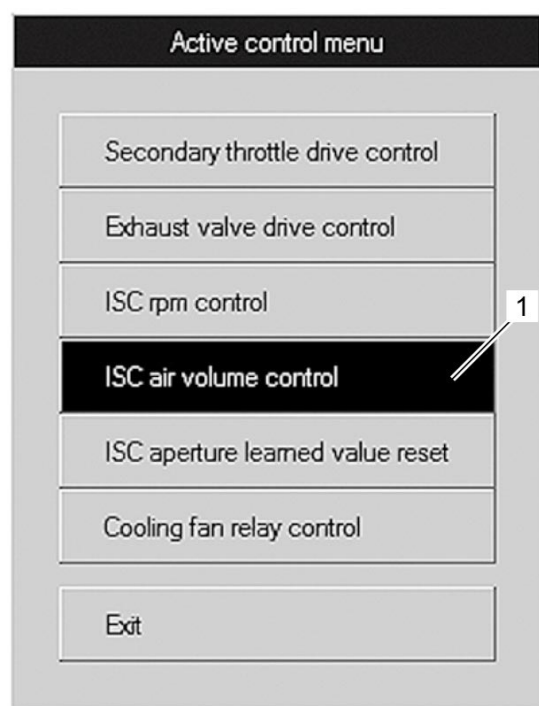 Active control menu
Secondary throttle drive control
Exhaust valve drive control
ISC rpm control
1
ISC air volume control
ISC aperture learned value reset
Cooling fan relay control
Exit